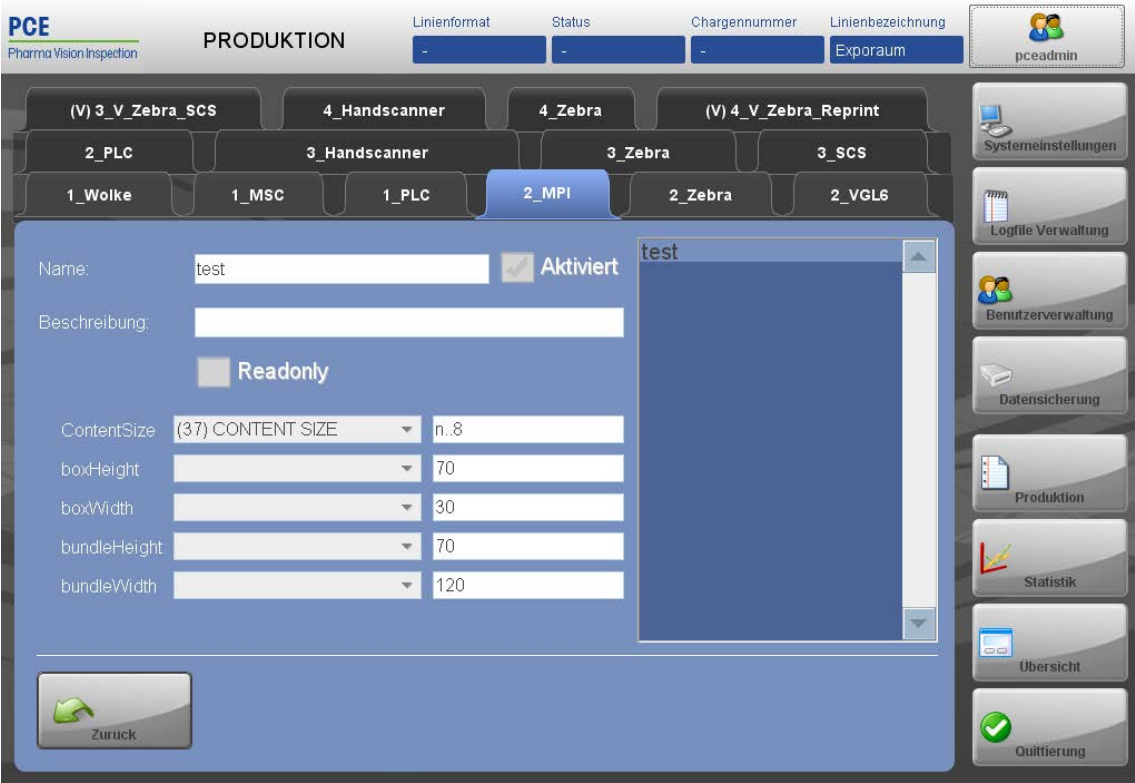 PCE
Pharma Vision Inspection
PRODUKTION
Linienformat
-
Status
-
Chargennummer
-
Linienbezeichnung
Exporaum
pceadmin
(V) 3_V_Zebra_SCS
4_Handscanner
4_Zebra
(V) 4_V_Zebra_Reprint
2_PLC
3_Handscanner
3_Zebra
3_SCS
1_Wolke
1_MSC
1_PLC
2_MPI
2_Zebra
2_VGL6
Name:
test
Aktiviert
Beschreibung:
Readonly
ContentSize
(37) CONTENT SIZE
n..8
boxHeight
70
boxWidth
30
bundleHeight
70
bundleWidth
120
test
Zurück
Systemeinstellungen
Logfile Verwaltung
Benutzerverwaltung
Datensicherung
Produktion
Statistik
Übersicht
Quittierung